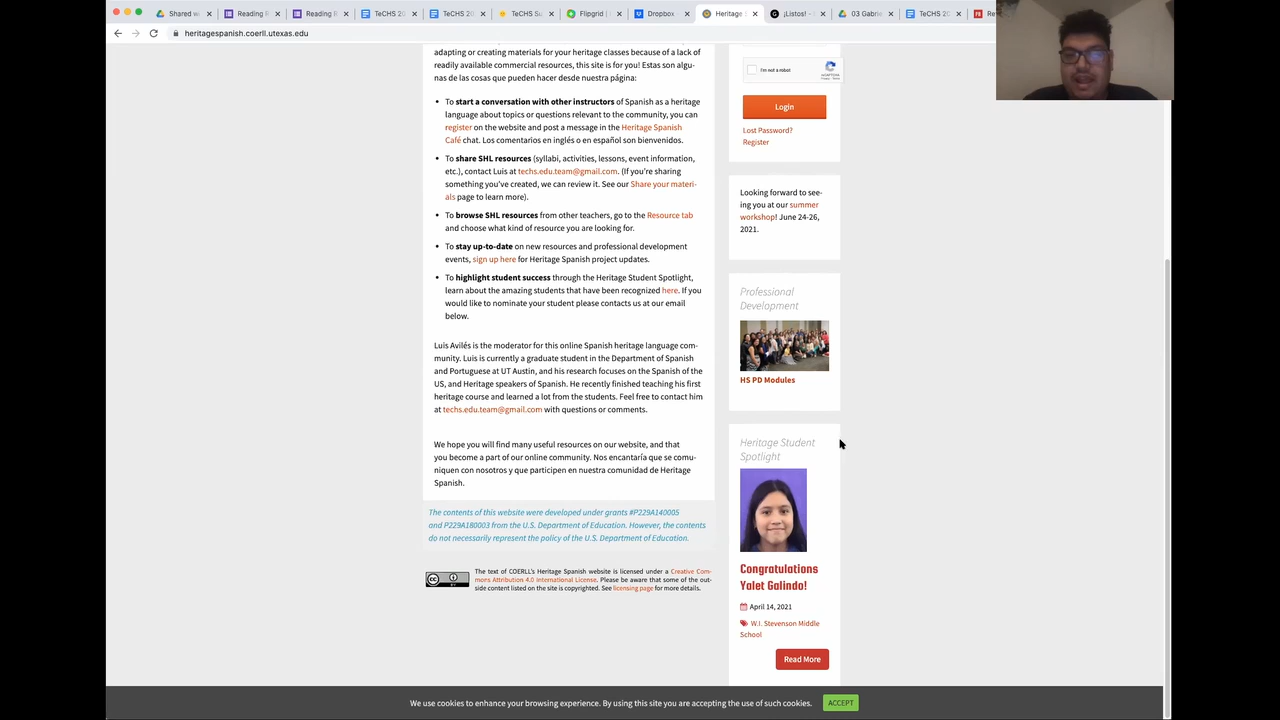 Shared w
Reading R
Reading R
TeCHS 20
TeCHS 20
TeCHS Su
Flipgrid |
Dropbox
Heritage
¡Listos! -
03 Gabrie
TeCHS 20
Re
heritagespanish.coerll.utexas.edu
adapting or creating materials for your heritage classes because of a lack of
readily available commercial resources, this site is for you! Estas son algu-
nas de las cosas que pueden hacer desde nuestra página:
• To start a conversation with other instructors of Spanish as a heritage
language about topics or questions relevant to the community, you can
register on the website and post a message in the Heritage Spanish
Café chat. Los comentarios en inglés o en español son bienvenidos.
• To share SHL resources (syllabi, activities, lessons, event information,
etc.), contact Luis at techs.edu.team@gmail.com. (If you're sharing
something you've created, we can review it. See our Share your materi-
als page to learn more).
• To browse SHL resources from other teachers, go to the Resource tab
and choose what kind of resource you are looking for.
• To stay up-to-date on new resources and professional development
events, sign up here for Heritage Spanish project updates.
• To highlight student success through the Heritage Student Spotlight,
learn about the amazing students that have been recognized here. If you
would like to nominate your student please contacts us at our email
below.
Luis Avilés is the moderator for this online Spanish heritage language com-
munity. Luis is currently a graduate student in the Department of Spanish
and Portuguese at UT Austin, and his research focuses on the Spanish of the
US, and Heritage speakers of Spanish. He recently finished teaching his first
heritage course and learned a lot from the students. Feel free to contact him
at techs.edu.team@gmail.com with questions or comments.
We hope you will find many useful resources on our website, and that
you become a part of our online community. Nos encantaría que se comu-
niquen con nosotros y que participen en nuestra comunidad de Heritage
Spanish.
The contents of this website were developed under grants #P229A140005
and P229A180003 from the U.S. Department of Education. However, the contents
do not necessarily represent the policy of the U.S. Department of Education.
The text of COERLL's Heritage Spanish website is licensed under a Creative Com-
mons Attribution 4.0 International License. Please be aware that some of the out-
side content listed on the site is copyrighted. See licensing page for more details.
I'm not a robot
reCAPTCHA
Privacy - Terms
Login
Lost Password?
Register
Looking forward to see-
ing you at our summer
workshop! June 24-26,
2021.
Professional
Development
HS PD Modules
Heritage Student
Spotlight
Congratulations
Yalet Galindo!
April 14, 2021
W.I. Stevenson Middle
School
Read More
We use cookies to enhance your browsing experience. By using this site you are accepting the use of such cookies.
ACCEPT